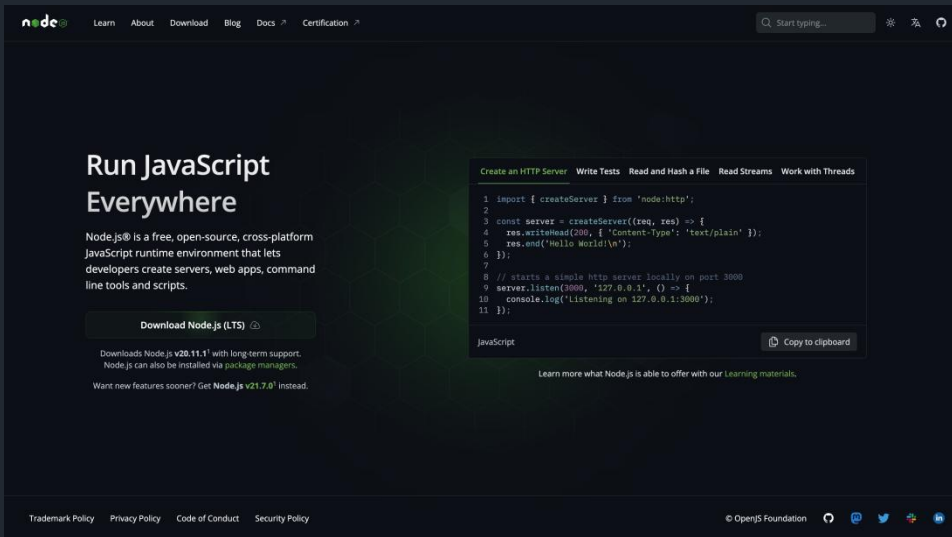 node
Learn About Download Blog Docs ↗ Certification ↗
Start typing...
Run JavaScript
Everywhere
Node.js® is a free, open-source, cross-platform
JavaScript runtime environment that lets
developers create servers, web apps, command
line tools and scripts.
Download Node.js (LTS)
Downloads Node.js v20.11.1¹ with long-term support.
Node.js can also be installed via package managers.
Want new features sooner? Get Node.js v21.7.0¹ instead.
Create an HTTP Server Write Tests Read and Hash a File Read Streams Work with Threads
1 import { createServer } from 'node:http';
2
3 const server = createServer((req, res) => {
4   res.writeHead(200, { 'Content-Type': 'text/plain' });
5   res.end('Hello World!\n');
6 });
7
8 // starts a simple http server locally on port 3000
9 server.listen(3000, '127.0.0.1', () => {
10   console.log('Listening on 127.0.0.1:3000');
11 });
JavaScript
Copy to clipboard
Learn more what Node.js is able to offer with our Learning materials.
Trademark Policy Privacy Policy Code of Conduct Security Policy
© OpenJS Foundation
in